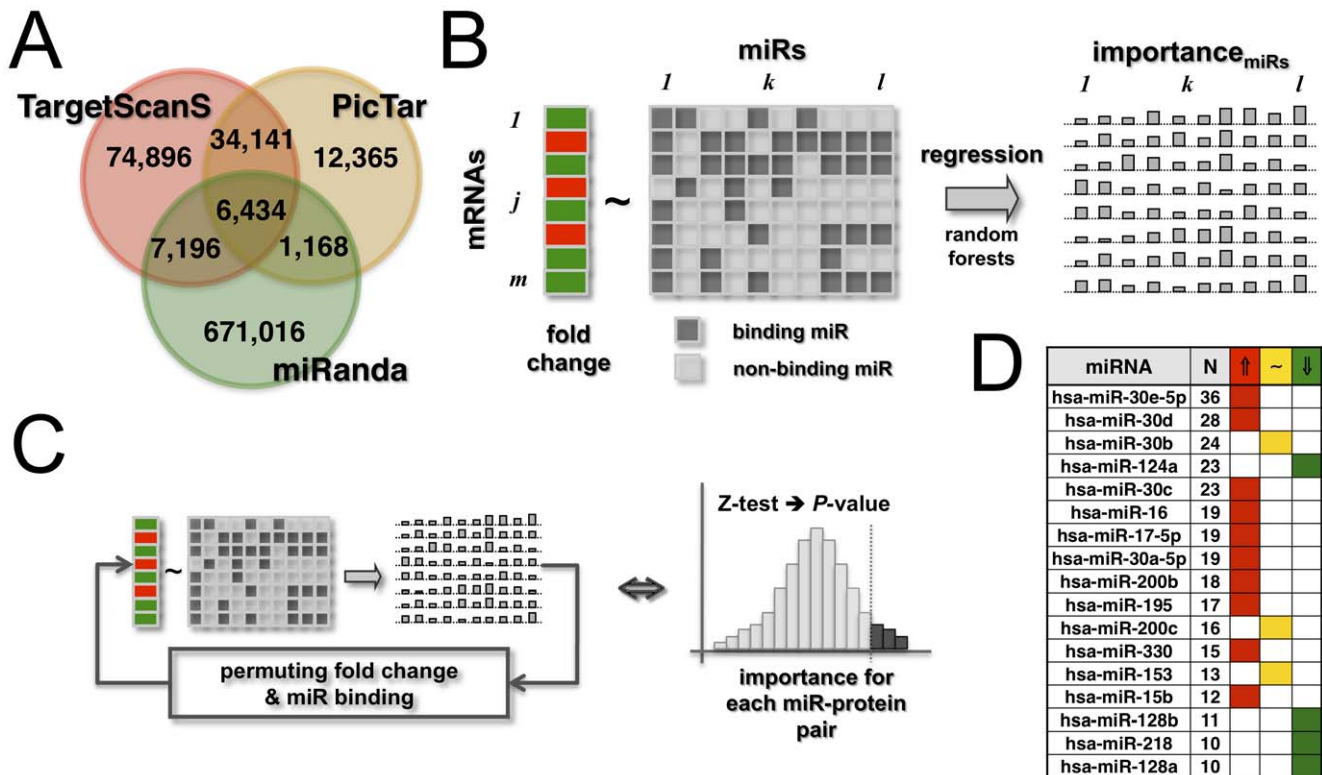 A
TargetScanS
PicTar
34,141
74,896
12,365
6,434
7,196
1,168
671,016
miRanda
B
miRs
importance miRs
1 k l
1 k l
mRNAs
1
j
m
~
regression
random
forests
fold
change
binding miR
non-binding miR
C
~
permuting fold change
& miR binding
Z-test ➔ P-value
importance for
each miR-protein
pair
D
miRNA N ⇑ ~ ⇓
hsa-miR-30e-5p 36
hsa-miR-30d 28
hsa-miR-30b 24
hsa-miR-124a 23
hsa-miR-30c 23
hsa-miR-16 19
hsa-miR-17-5p 19
hsa-miR-30a-5p 19
hsa-miR-200b 18
hsa-miR-195 17
hsa-miR-200c 16
hsa-miR-330 15
hsa-miR-153 13
hsa-miR-15b 12
hsa-miR-128b 11
hsa-miR-218 10
hsa-miR-128a 10